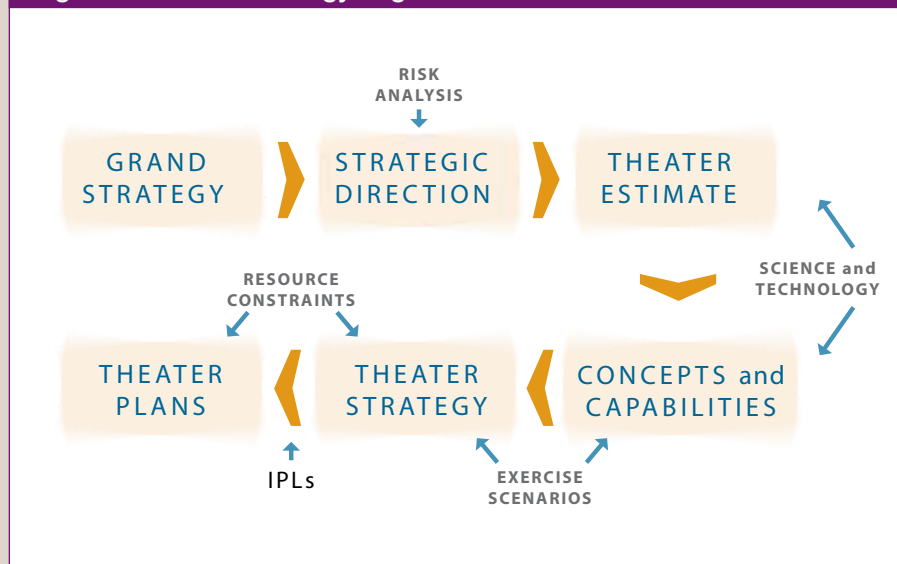 RISK
ANALYSIS
GRAND
STRATEGY
STRATEGIC
DIRECTION
THEATER
ESTIMATE
SCIENCE and
TECHNOLOGY
RESOURCE
CONSTRAINTS
THEATER
PLANS
THEATER
STRATEGY
CONCEPTS and
CAPABILITIES
IPLs
EXERCISE
SCENARIOS